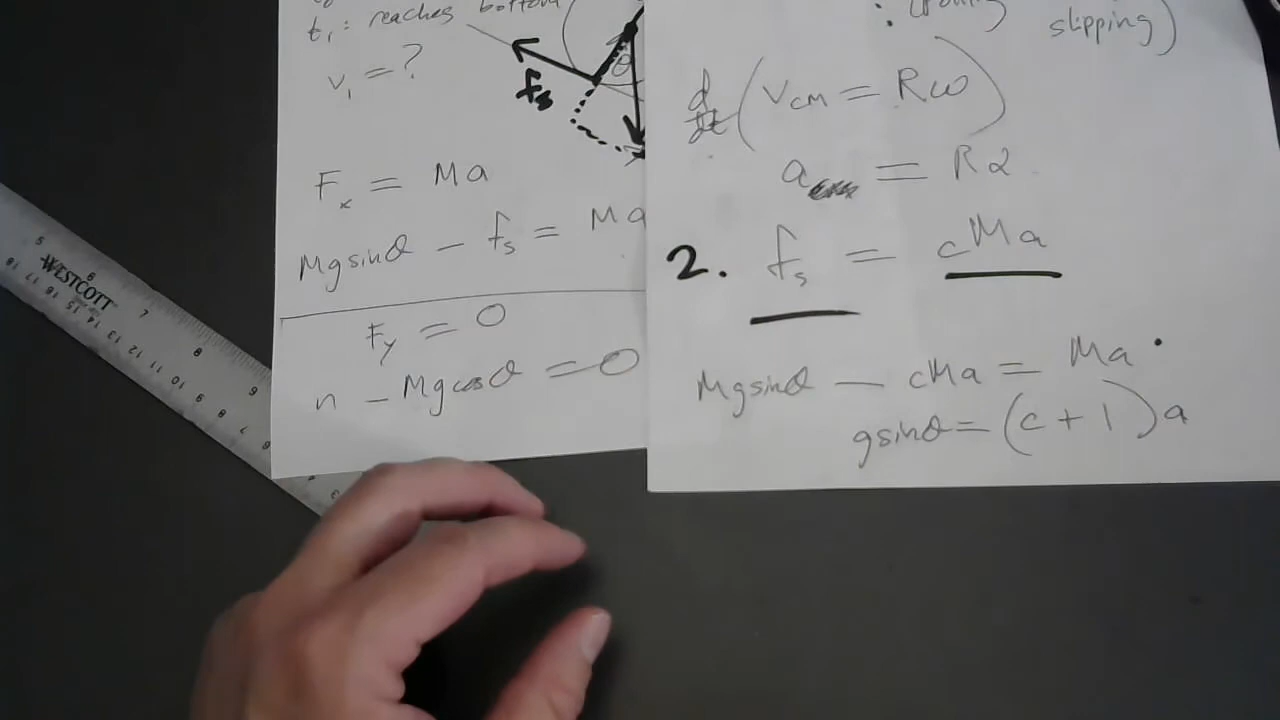 t₁: reaches bottom
v₁ = ?
θ
fs
Fx = Ma
Mg sinθ - fs = Ma
Fy = 0
n - Mg cosθ = 0
slipping)
d/dt (vCM = Rω)
a = Rα
2. fs = cMa
Mg sinθ - cMa = Ma
g sinθ = (c + 1)a
WESTCOTT